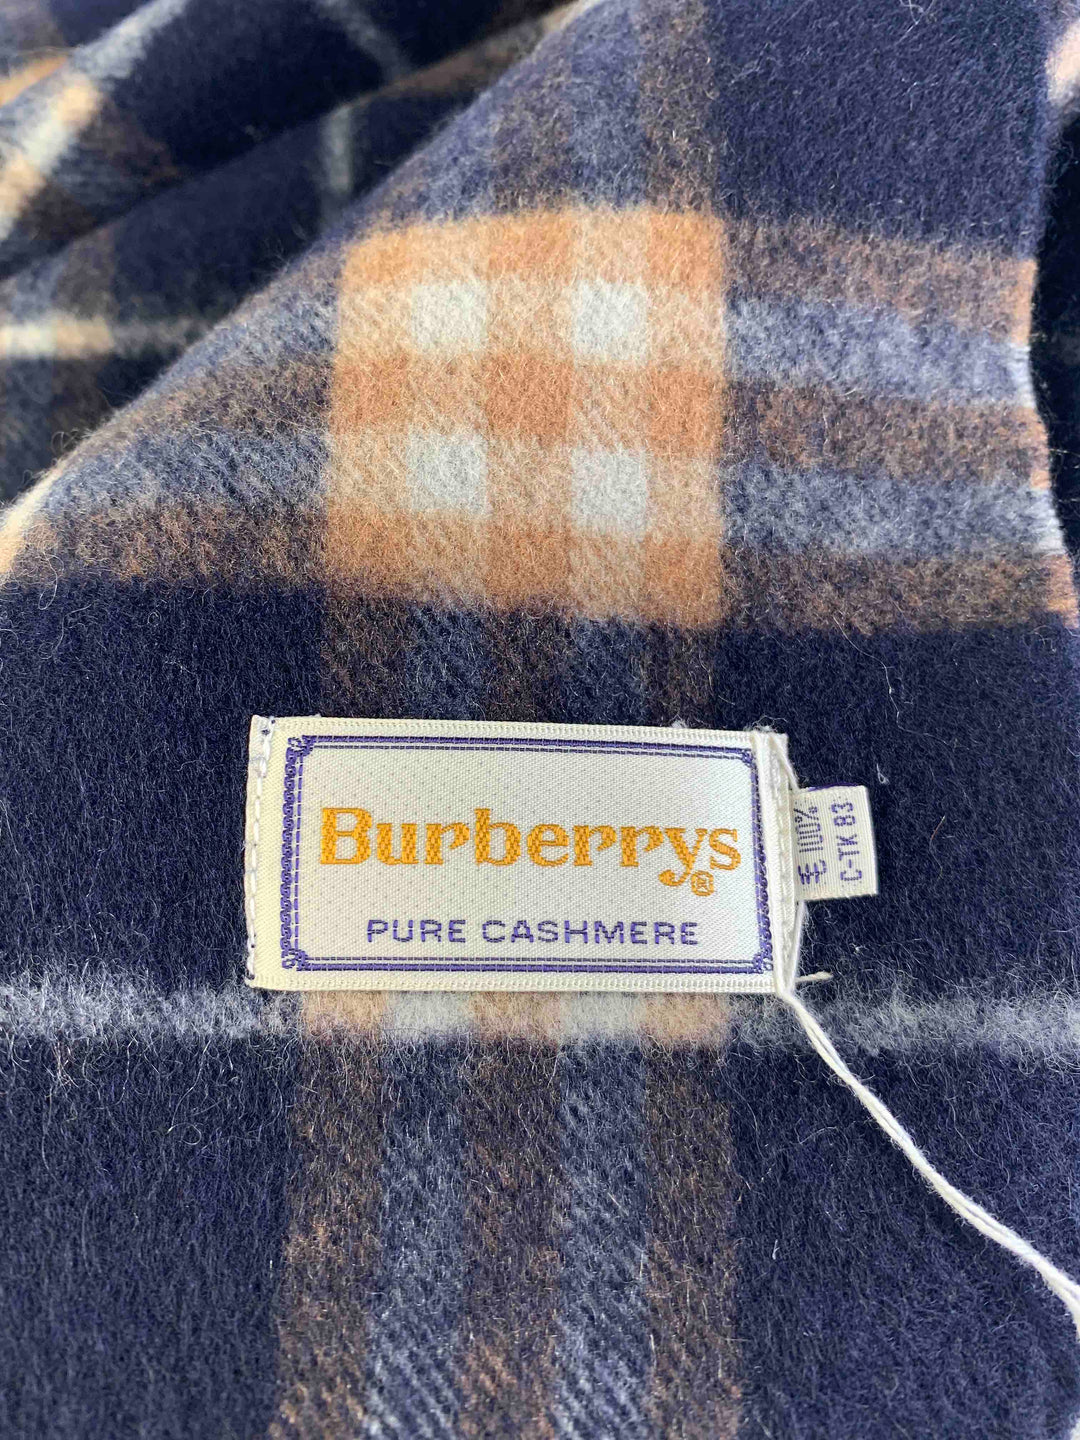 Burberrys®
PURE CASHMERE
毛 100%
C-TK 83